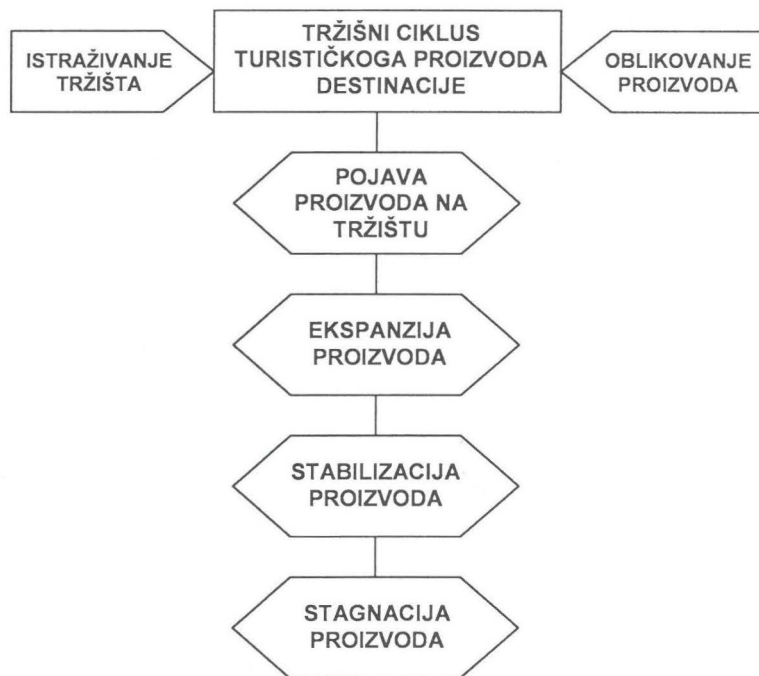 ISTRAŽIVANJE
TRŽIŠTA
TRŽIŠNI CIKLUS
TURISTIČKOGA PROIZVODA
DESTINACIJE
OBLIKOVANJE
PROIZVODA
POJAVA
PROIZVODA NA
TRŽIŠTU
EKSPANZIJA
PROIZVODA
STABILIZACIJA
PROIZVODA
STAGNACIJA
PROIZVODA